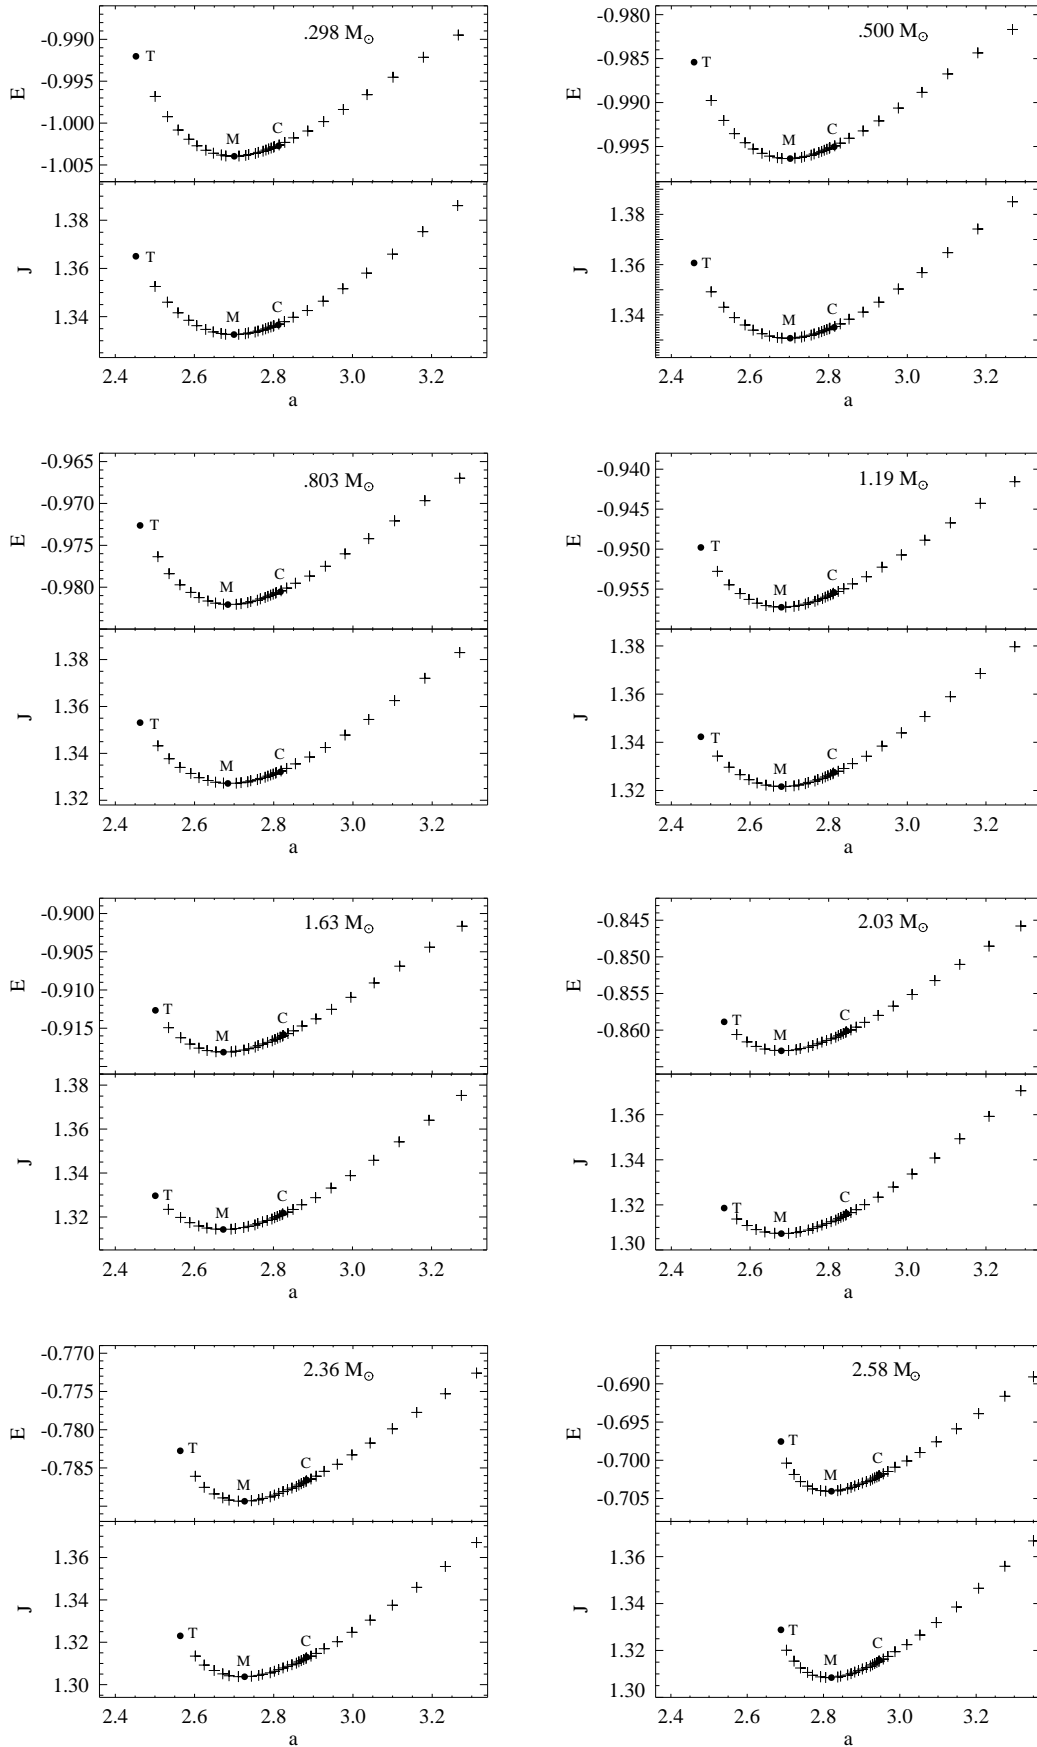 .298 M⊙
-0.990
-0.995
-1.000
-1.005
E
T
M
C
1.38
1.36
1.34
J
T
M
C
2.4 2.6 2.8 3.0 3.2
a
.500 M⊙
-0.980
-0.985
-0.990
-0.995
E
T
M
C
1.38
1.36
1.34
J
T
M
C
2.4 2.6 2.8 3.0 3.2
a
.803 M⊙
-0.965
-0.970
-0.975
-0.980
E
T
M
C
1.38
1.36
1.34
1.32
J
T
M
C
2.4 2.6 2.8 3.0 3.2
a
1.19 M⊙
-0.940
-0.945
-0.950
-0.955
E
T
M
C
1.38
1.36
1.34
1.32
J
T
M
C
2.4 2.6 2.8 3.0 3.2
a
1.63 M⊙
-0.900
-0.905
-0.910
-0.915
E
T
M
C
1.38
1.36
1.34
1.32
J
T
M
C
2.4 2.6 2.8 3.0 3.2
a
2.03 M⊙
-0.845
-0.850
-0.855
-0.860
E
T
M
C
1.36
1.34
1.32
1.30
J
T
M
C
2.4 2.6 2.8 3.0 3.2
a
2.36 M⊙
-0.770
-0.775
-0.780
-0.785
E
T
M
C
1.36
1.34
1.32
1.30
J
T
M
C
2.4 2.6 2.8 3.0 3.2
a
2.58 M⊙
-0.690
-0.695
-0.700
-0.705
E
T
M
C
1.36
1.34
1.32
1.30
J
T
M
C
2.4 2.6 2.8 3.0 3.2
a